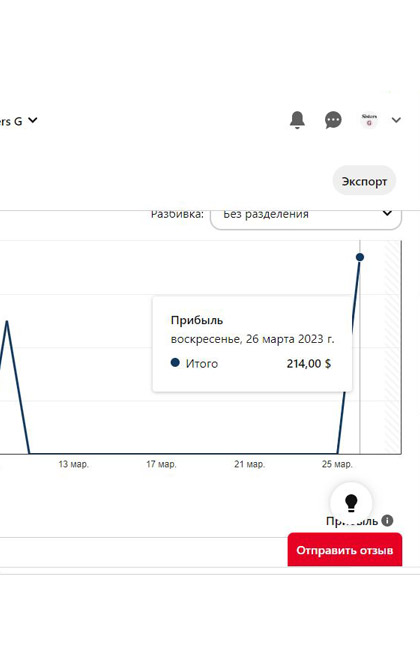 ers G
Sisters
G
Экспорт
Разбивка:
Без разделения
Прибыль
воскресенье, 26 марта 2023 г.
Итого
214,00 $
13 мар.
17 мар.
21 мар.
25 мар.
Отправить отзыв